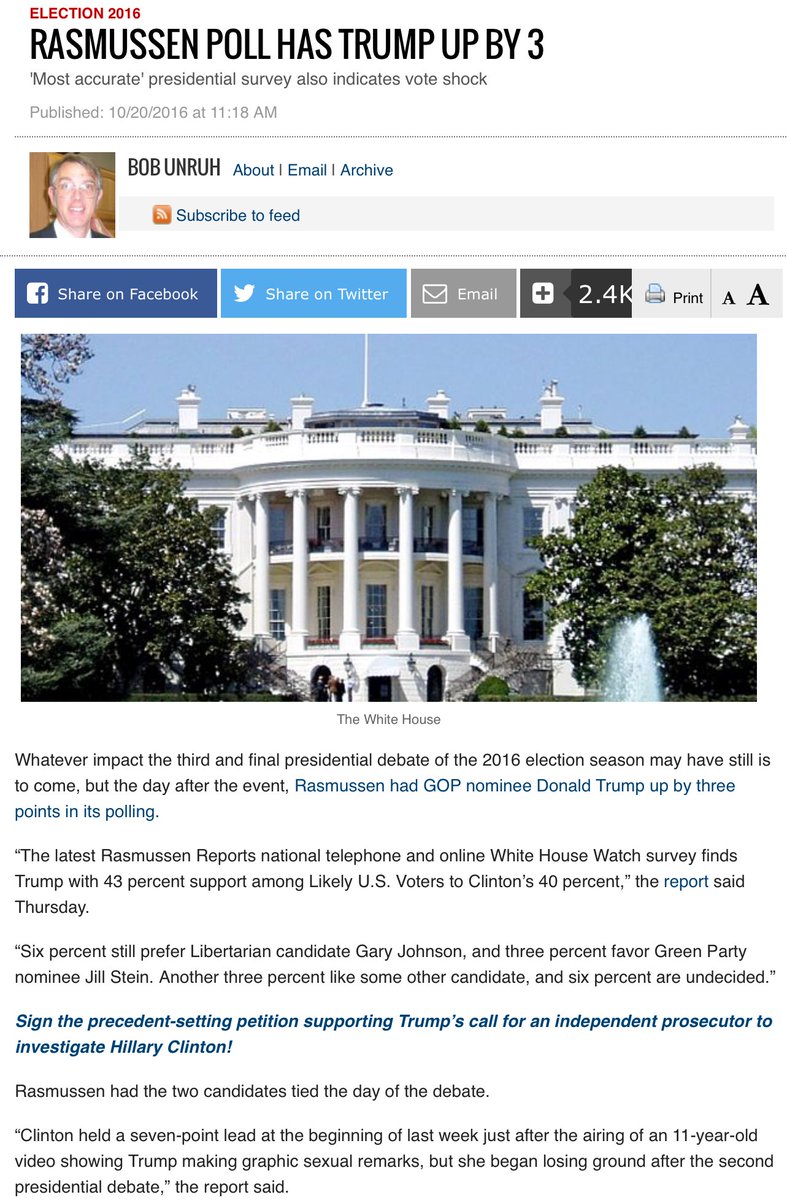 ELECTION 2016
RASMUSSEN POLL HAS TRUMP UP BY 3
'Most accurate' presidential survey also indicates vote shock
Published: 10/20/2016 at 11:18 AM
BOB UNRUH About | Email | Archive
Subscribe to feed
Share on Facebook Share on Twitter Email 2.4K Print A A
The White House
Whatever impact the third and final presidential debate of the 2016 election season may have still is
to come, but the day after the event, Rasmussen had GOP nominee Donald Trump up by three
points in its polling.
“The latest Rasmussen Reports national telephone and online White House Watch survey finds
Trump with 43 percent support among Likely U.S. Voters to Clinton’s 40 percent,” the report said
Thursday.
“Six percent still prefer Libertarian candidate Gary Johnson, and three percent favor Green Party
nominee Jill Stein. Another three percent like some other candidate, and six percent are undecided.”
Sign the precedent-setting petition supporting Trump’s call for an independent prosecutor to
investigate Hillary Clinton!
Rasmussen had the two candidates tied the day of the debate.
“Clinton held a seven-point lead at the beginning of last week just after the airing of an 11-year-old
video showing Trump making graphic sexual remarks, but she began losing ground after the second
presidential debate,” the report said.